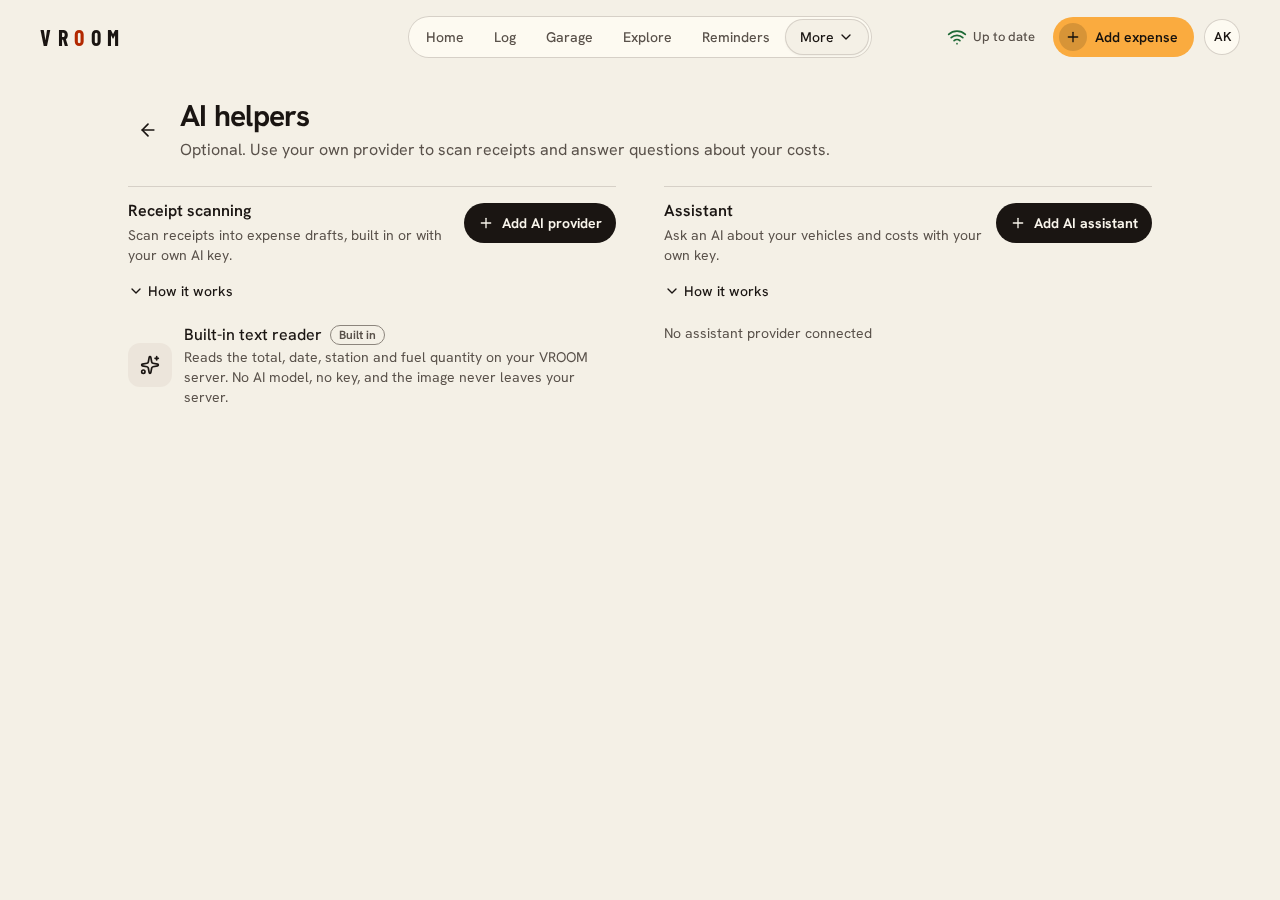 VROOM
Home
Log
Garage
Explore
Reminders
More
Up to date
Add expense
AK
AI helpers
Optional. Use your own provider to scan receipts and answer questions about your costs.
Receipt scanning
Add AI provider
Scan receipts into expense drafts, built in or with
your own AI key.
How it works
Built-in text reader
Built in
Reads the total, date, station and fuel quantity on your VROOM
server. No AI model, no key, and the image never leaves your
server.
Assistant
Add AI assistant
Ask an AI about your vehicles and costs with your
own key.
How it works
No assistant provider connected